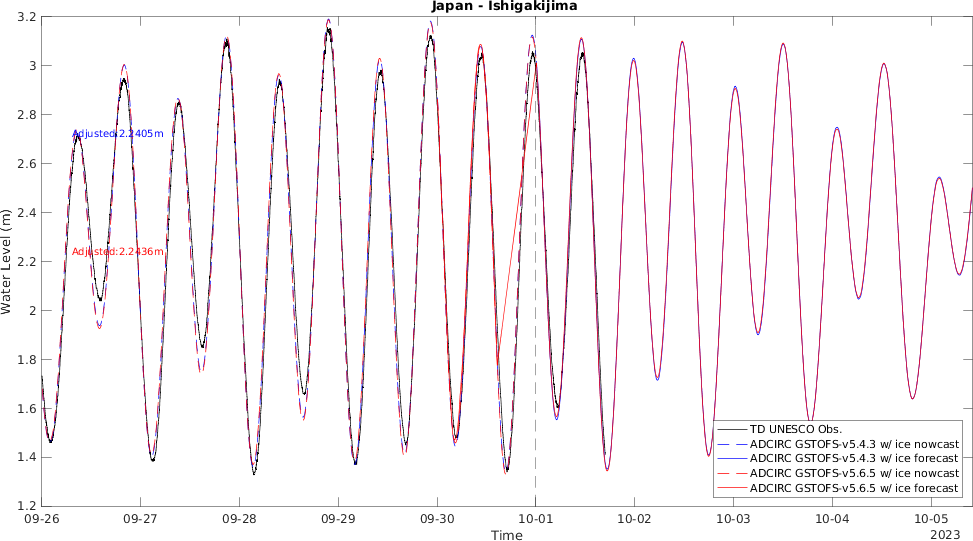 Japan - Ishigakijima
3.2
3
2.8
2.6
2.4
2.2
2
1.8
1.6
1.4
1.2
Water Level (m)
Adjusted:2.2405m
Adjusted:2.2436m
TD UNESCO Obs.
ADCIRC GSTOFS-v5.4.3 w/ ice nowcast
ADCIRC GSTOFS-v5.4.3 w/ ice forecast
ADCIRC GSTOFS-v5.6.5 w/ ice nowcast
ADCIRC GSTOFS-v5.6.5 w/ ice forecast
09-26 09-27 09-28 09-29 09-30 10-01 10-02 10-03 10-04 10-05
Time
2023